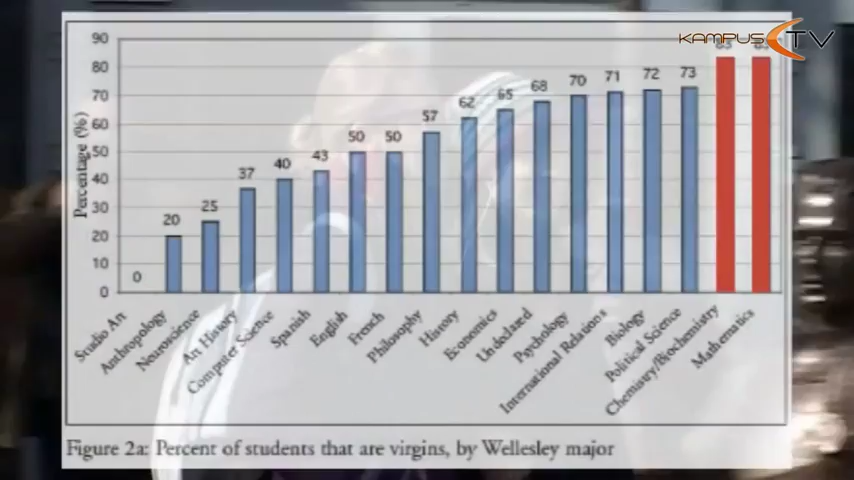 KAMPUS TV
90
80
70
60
50
40
30
20
10
0
Percentage (%)
0
20
25
37
40
43
50
50
57
62
65
68
70
71
72
73
83
83
Studio Art
Anthropology
Neuroscience
Art History
Computer Science
Spanish
English
French
Philosophy
History
Economics
Undeclared
Psychology
International Relations
Biology
Political Science
Chemistry/Biochemistry
Mathematics
Figure 2a: Percent of students that are virgins, by Wellesley major